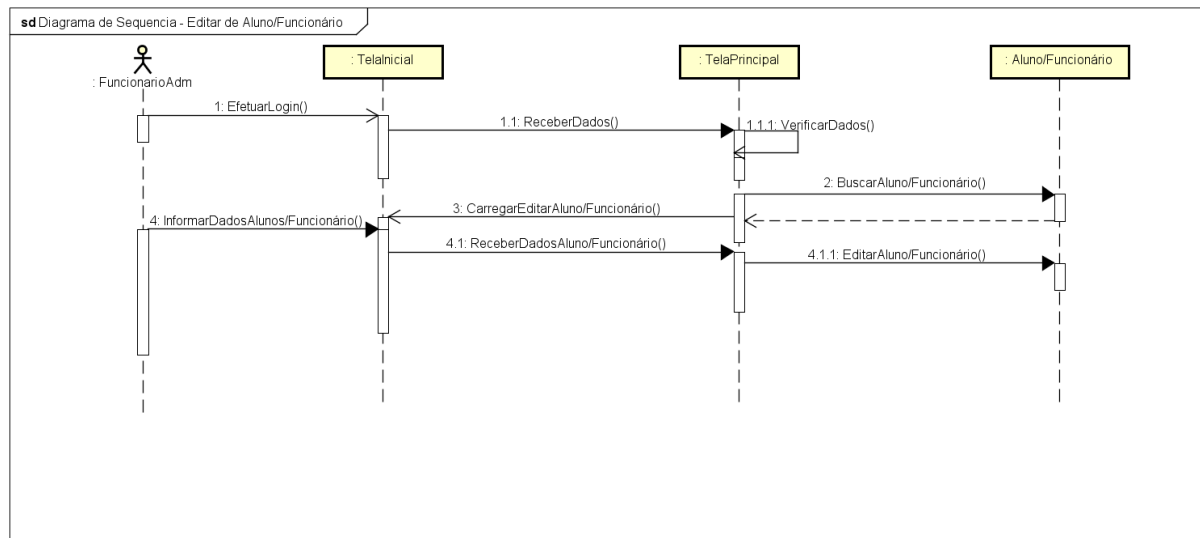 sd Diagrama de Sequencia - Editar de Aluno/Funcionário
: FuncionarioAdm
: TelaInicial
: TelaPrincipal
: Aluno/Funcionário
1: EfetuarLogin()
1.1: ReceberDados()
1.1.1: VerificarDados()
2: BuscarAluno/Funcionário()
3: CarregarEditarAluno/Funcionário()
4: InformarDadosAlunos/Funcionário()
4.1: ReceberDadosAluno/Funcionário()
4.1.1: EditarAluno/Funcionário()